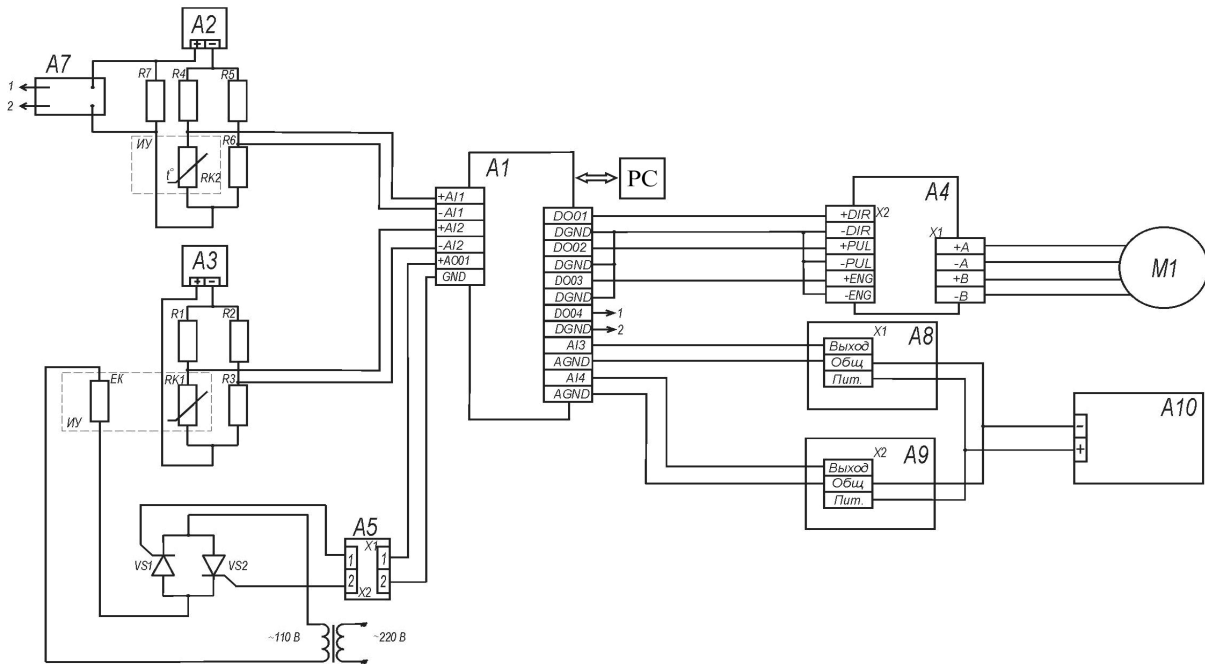 A2
+ -
A7
1
2
R7 R4 R5
ИУ
R6
t°
RK2
A3
+ -
R1 R2
EK
RK1
R3
ИУ
VS1
VS2
A5
X1
1 1
2 2
X2
~110 В
~220 В
A1
PC
+AI1
-AI1
+AI2
-AI2
+AO01
GND
DO01
DGND
DO02
DGND
DO03
DGND
DO04
DGND
AI3
AGND
AI4
AGND
1
2
A4
X2
+DIR
-DIR
+PUL
-PUL
+ENG
-ENG
X1
+A
-A
+B
-B
M1
X1
A8
Выход
Общ
Пит.
X2
A9
Выход
Общ
Пит.
A10
-
+